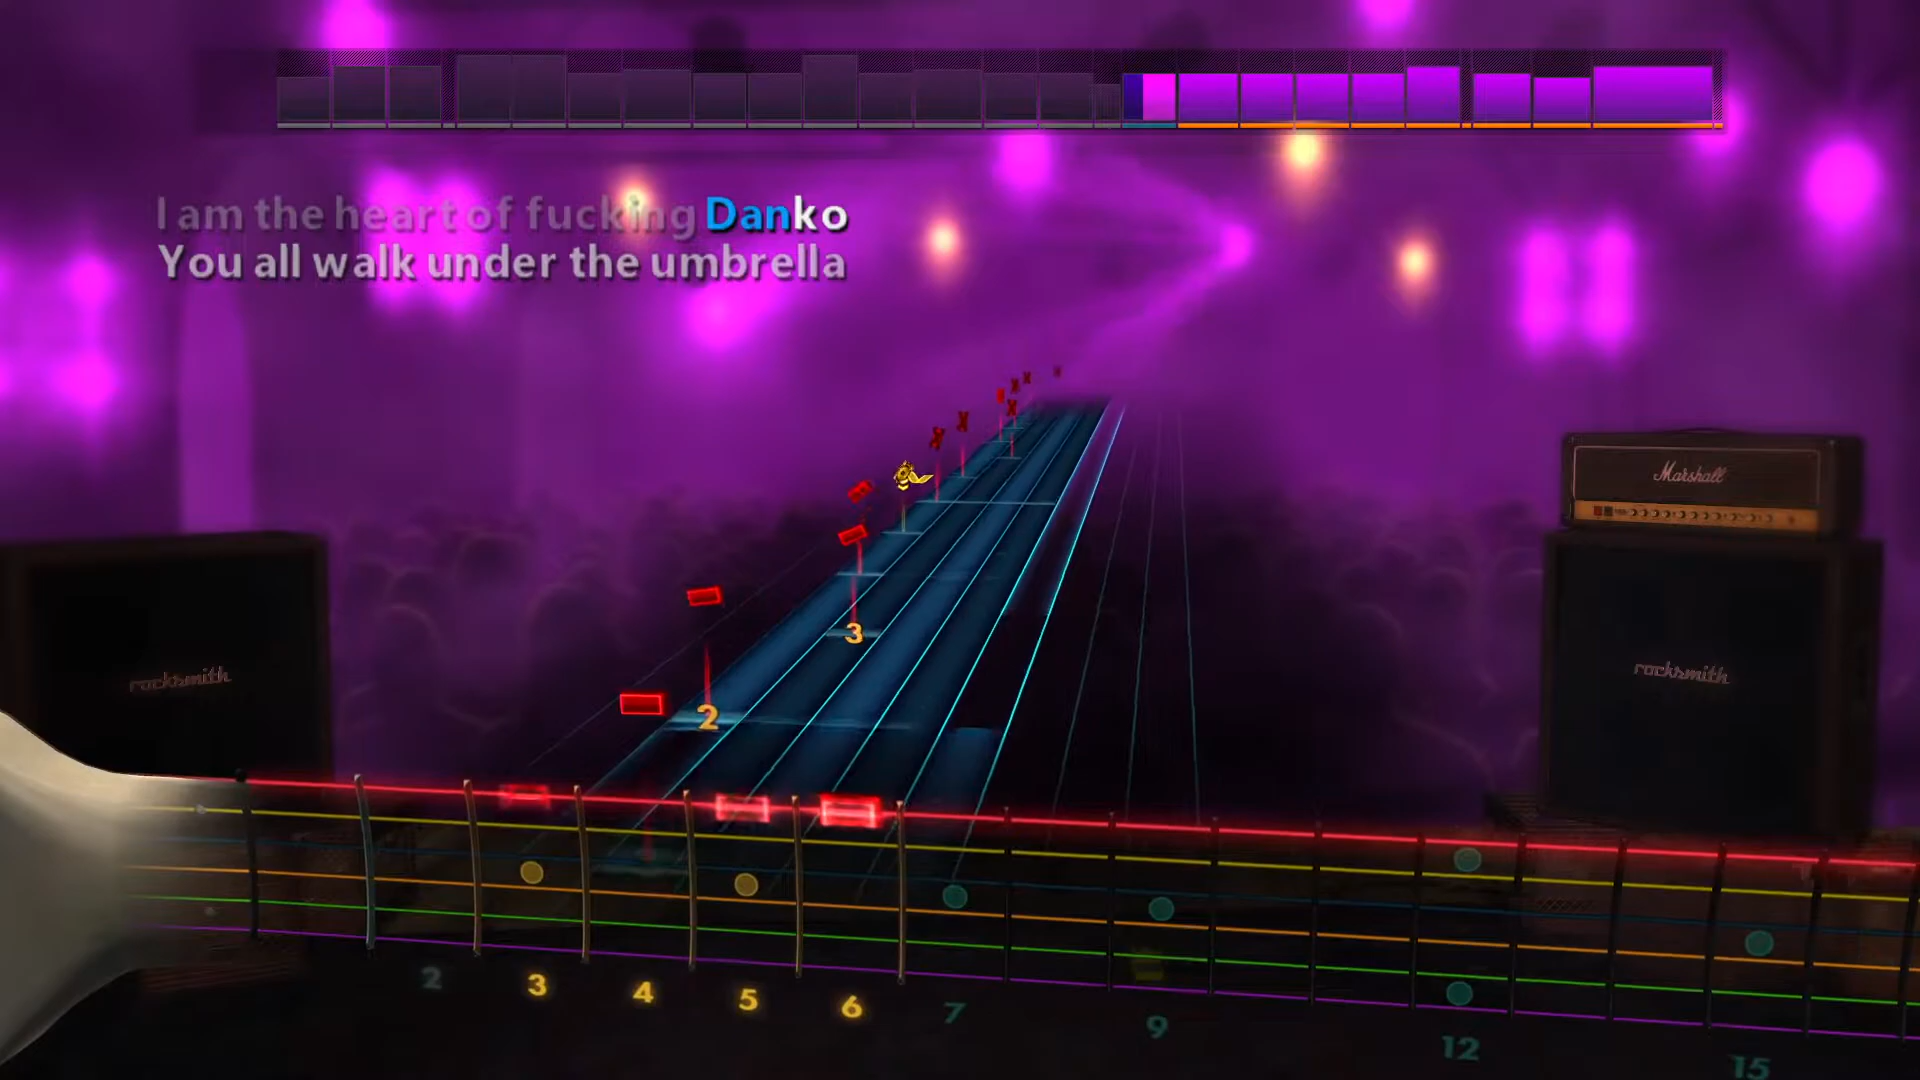 I am the heart of fucking Danko
You all walk under the umbrella
Marshall
rocksmith
rocksmith
3
2
2 3 4 5 6 7 9 12 15